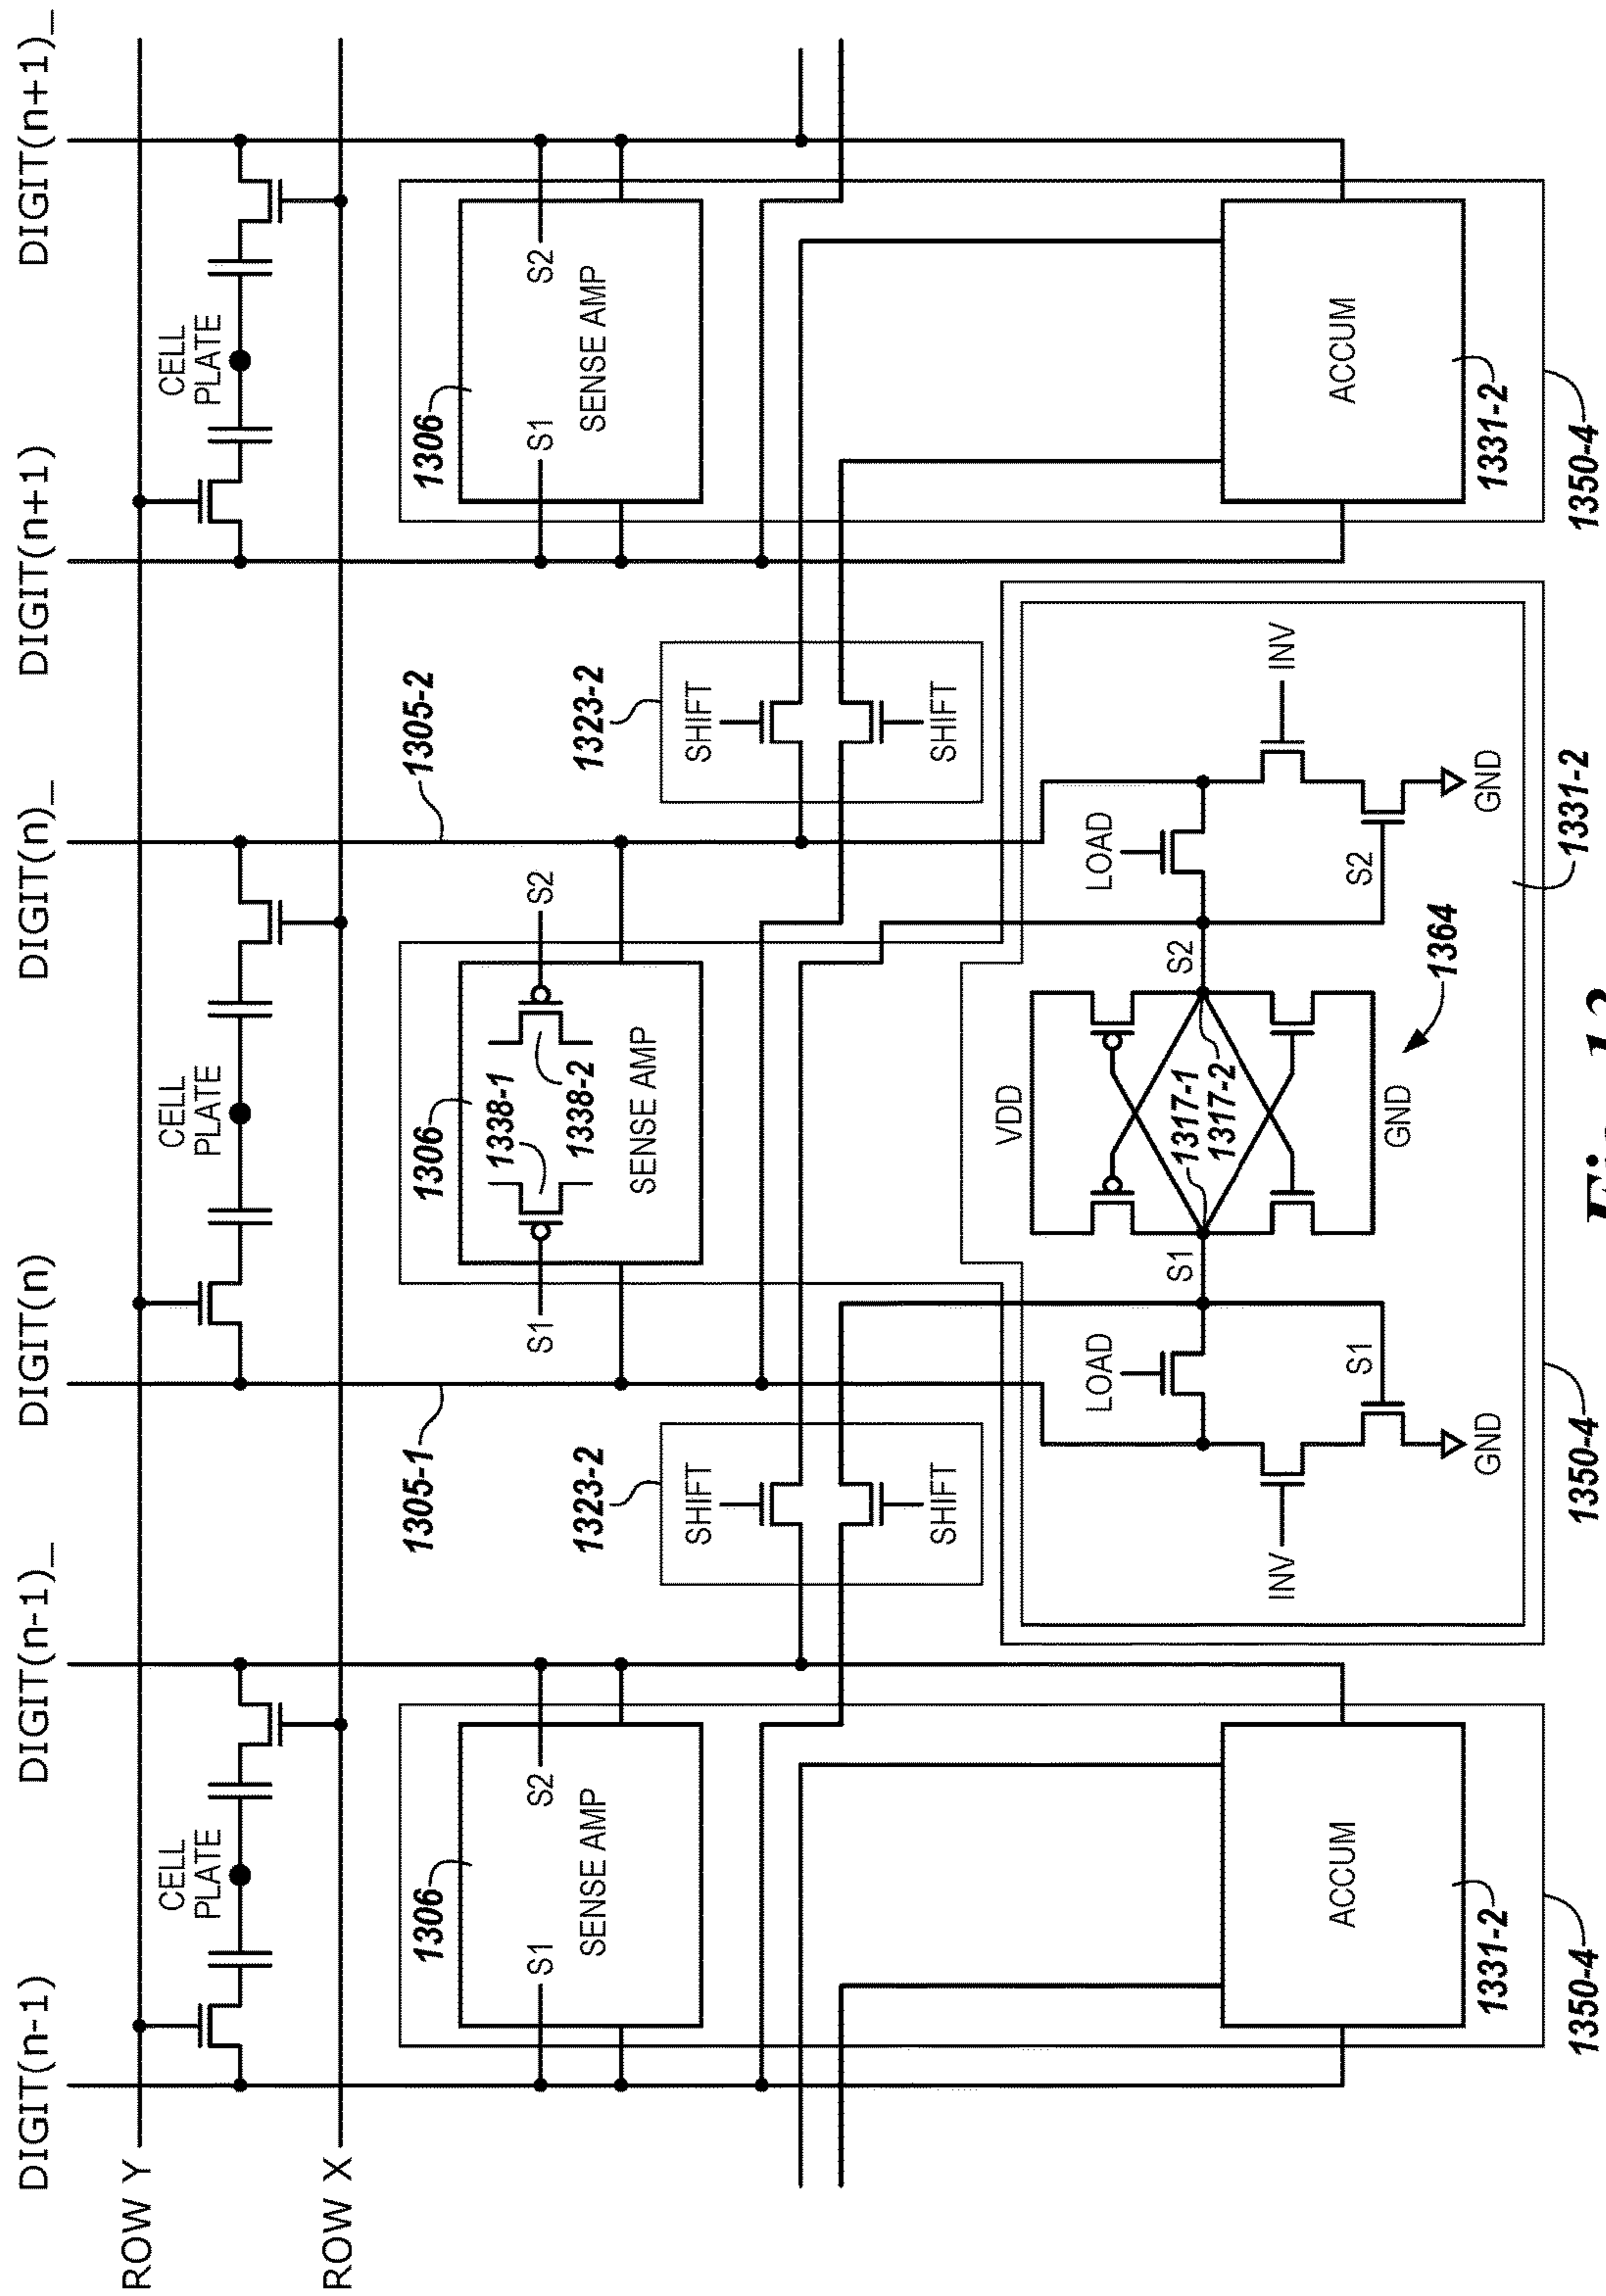 DIGIT(n-1)
DIGIT(n-1)_
DIGIT(n)
DIGIT(n)_
DIGIT(n+1)
DIGIT(n+1)_
ROW Y
CELL
PLATE
CELL
PLATE
CELL
PLATE
ROW X
1306
S1
S2
SENSE AMP
1305-1
1306
S1
1338-1
1338-2
S2
SENSE AMP
1305-2
1306
S1
S2
SENSE AMP
1323-2
SHIFT
SHIFT
1323-2
SHIFT
SHIFT
VDD
LOAD
LOAD
S1
1317-1
1317-2
S2
INV
S1
GND
GND
1364
S2
INV
GND
ACCUM
1331-2
1350-4
1331-2
1350-4
ACCUM
1331-2
1350-4